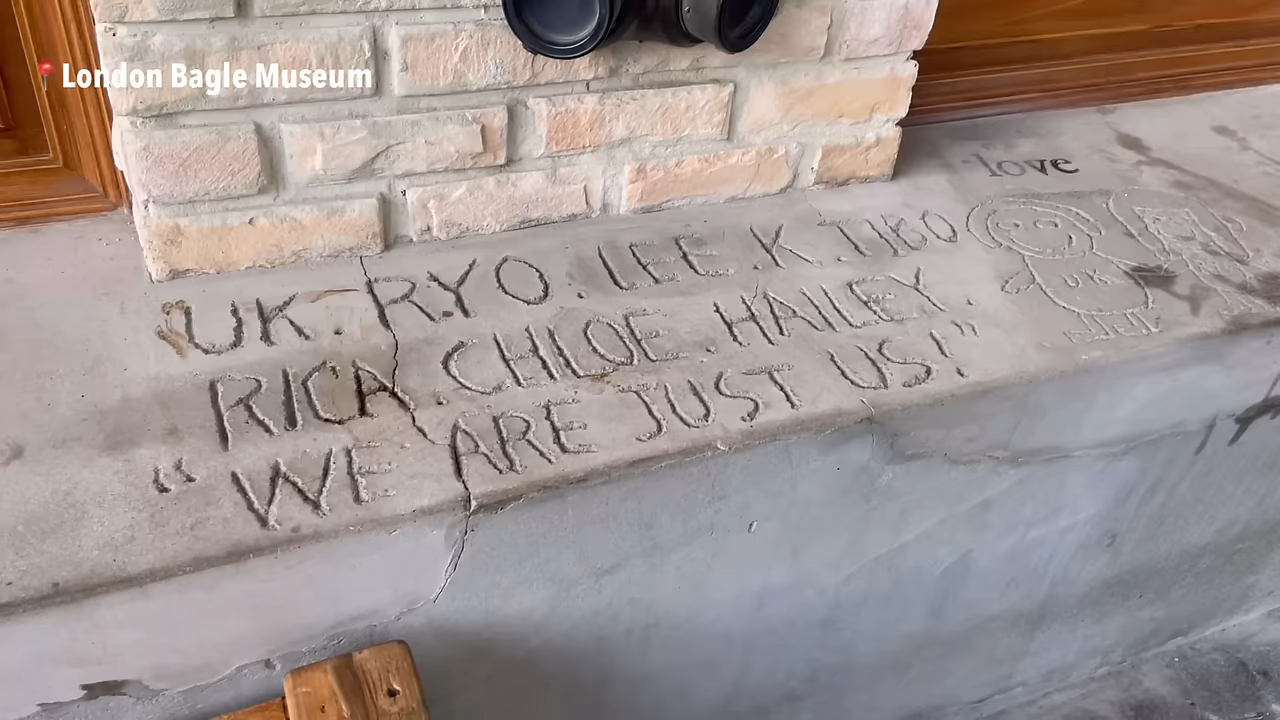 London Bagle Museum
love
UK. RYO. LEE.K.TIBO
RICA.CHLOE.HAILEY.
“WE ARE JUST US!”
UK